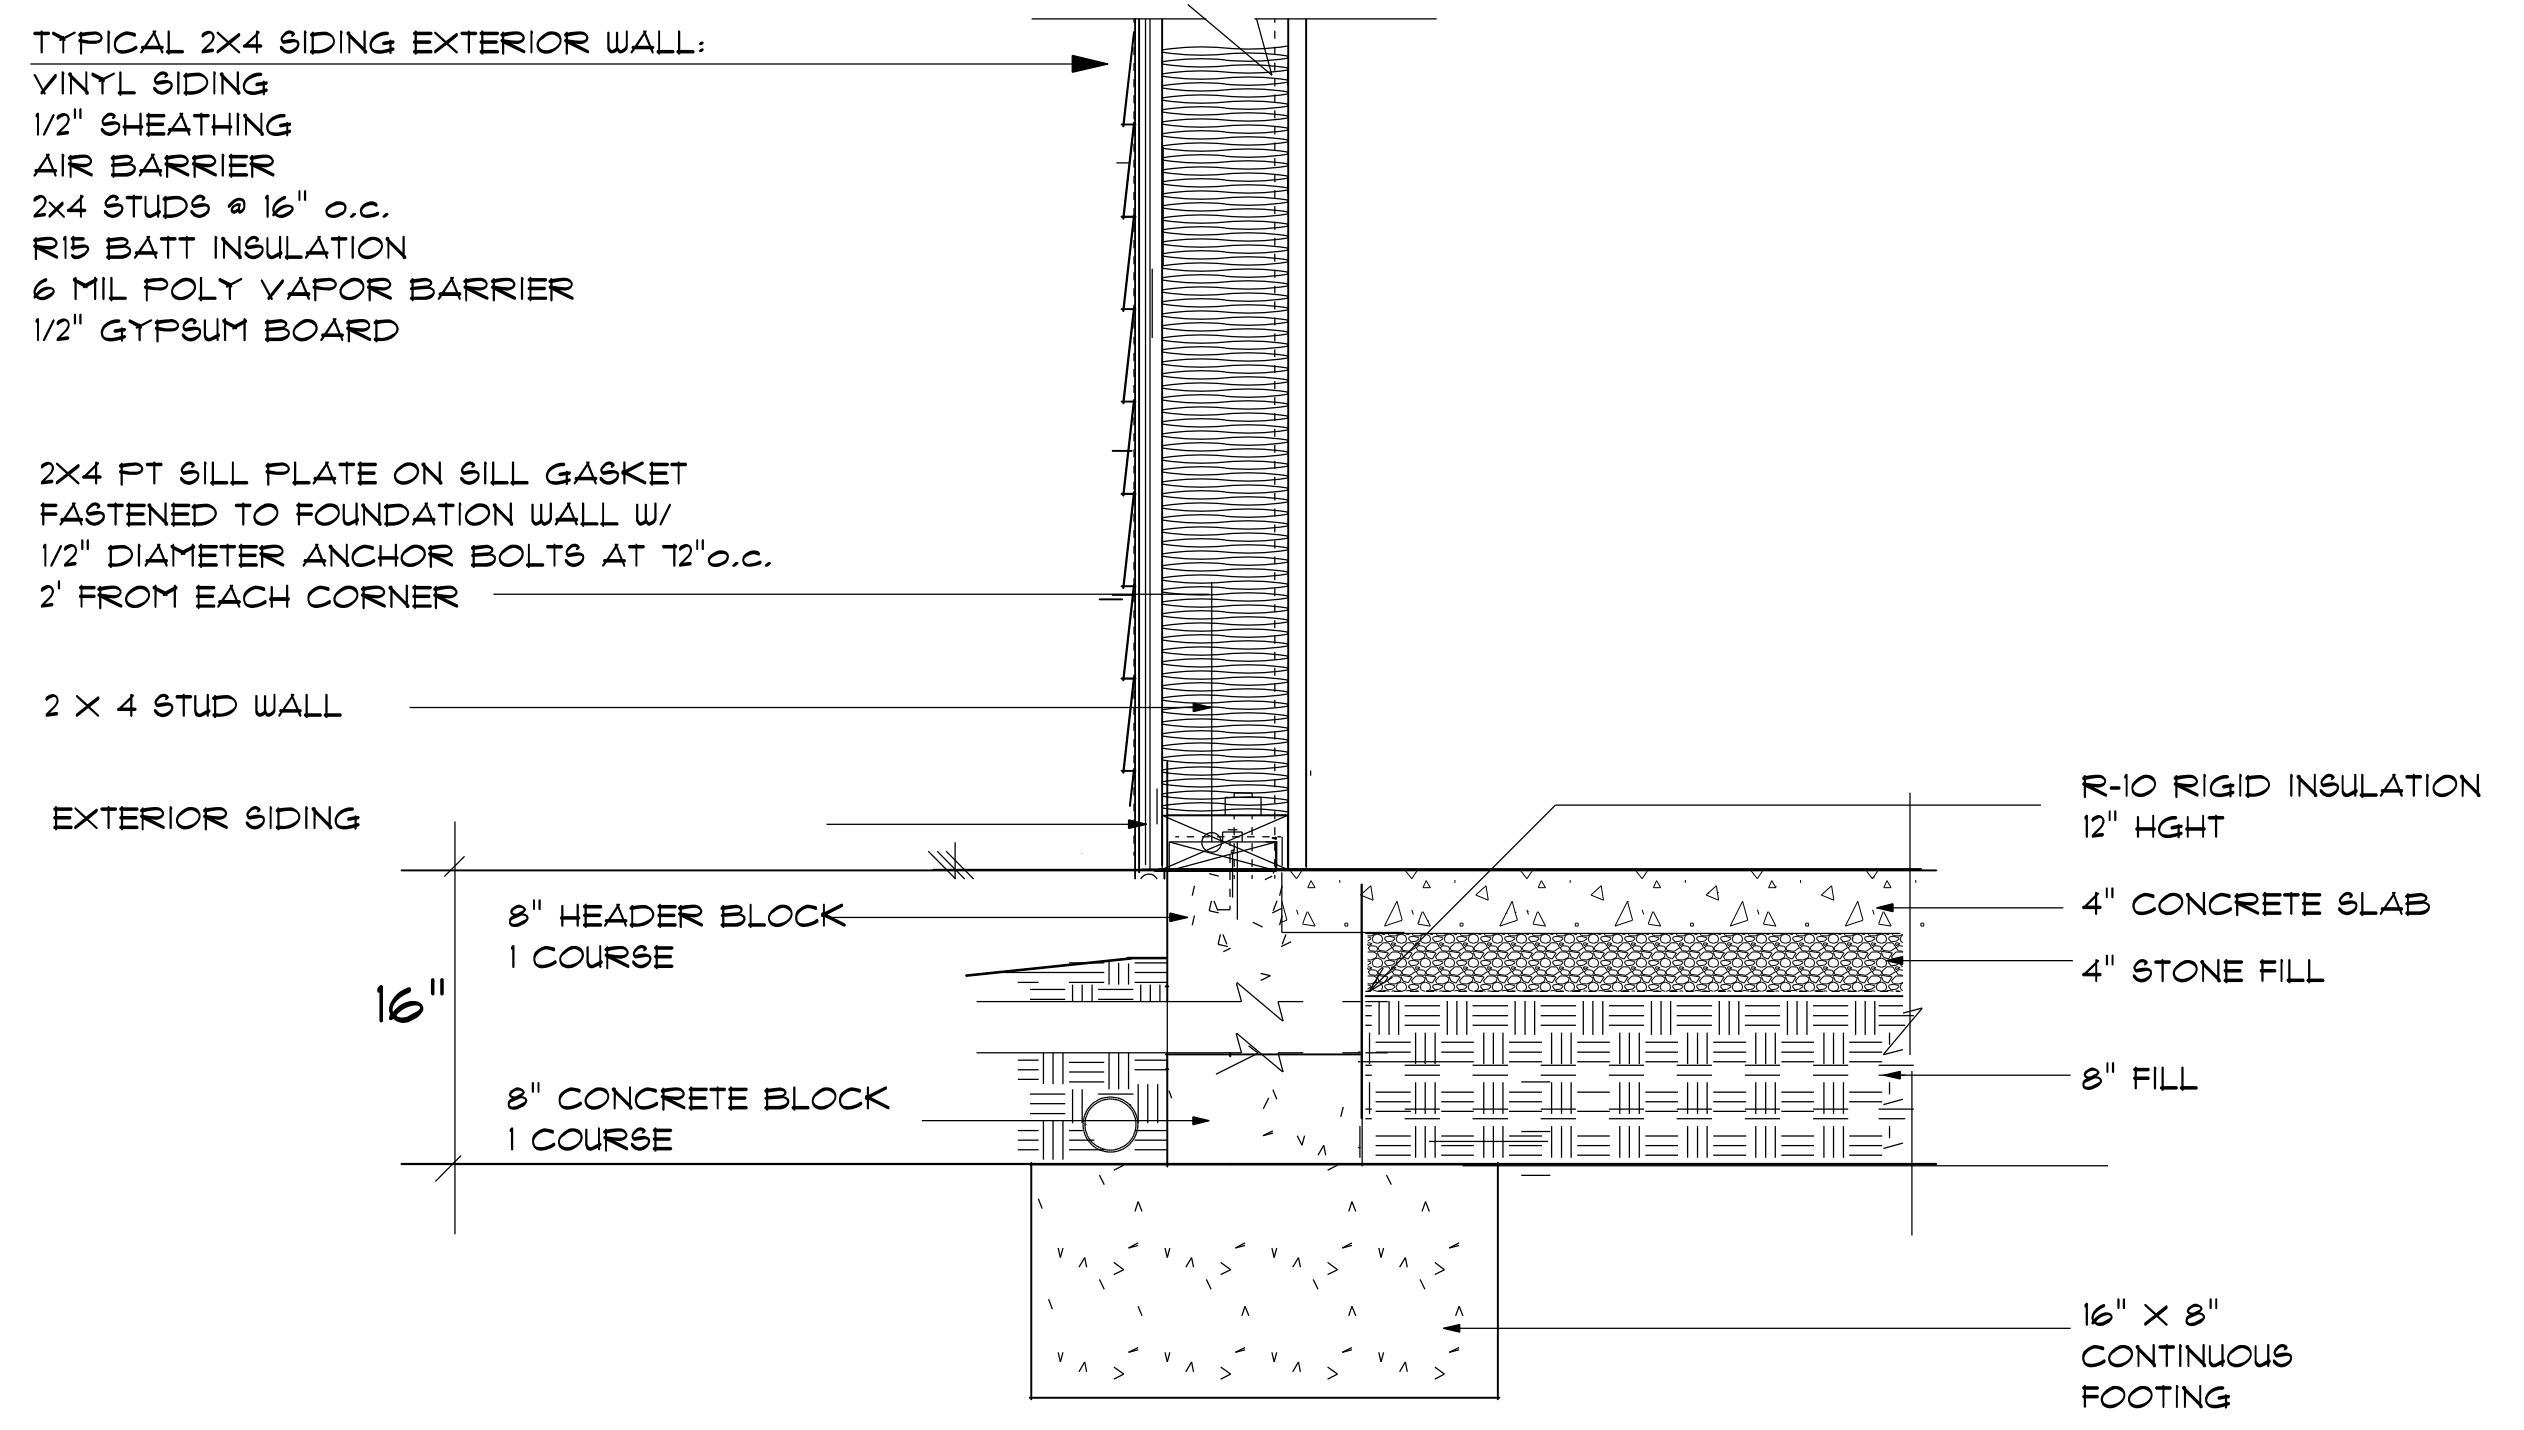 TYPICAL 2X4 SIDING EXTERIOR WALL:
VINYL SIDING
1/2" SHEATHING
AIR BARRIER
2x4 STUDS @ 16" o.c.
R15 BATT INSULATION
6 MIL POLY VAPOR BARRIER
1/2" GYPSUM BOARD
2X4 PT SILL PLATE ON SILL GASKET
FASTENED TO FOUNDATION WALL W/
1/2" DIAMETER ANCHOR BOLTS AT 72"o.c.
2' FROM EACH CORNER
2 X 4 STUD WALL
EXTERIOR SIDING
8" HEADER BLOCK
1 COURSE
16"
8" CONCRETE BLOCK
1 COURSE
R-10 RIGID INSULATION
12" HGHT
4" CONCRETE SLAB
4" STONE FILL
8" FILL
16" X 8"
CONTINUOUS
FOOTING